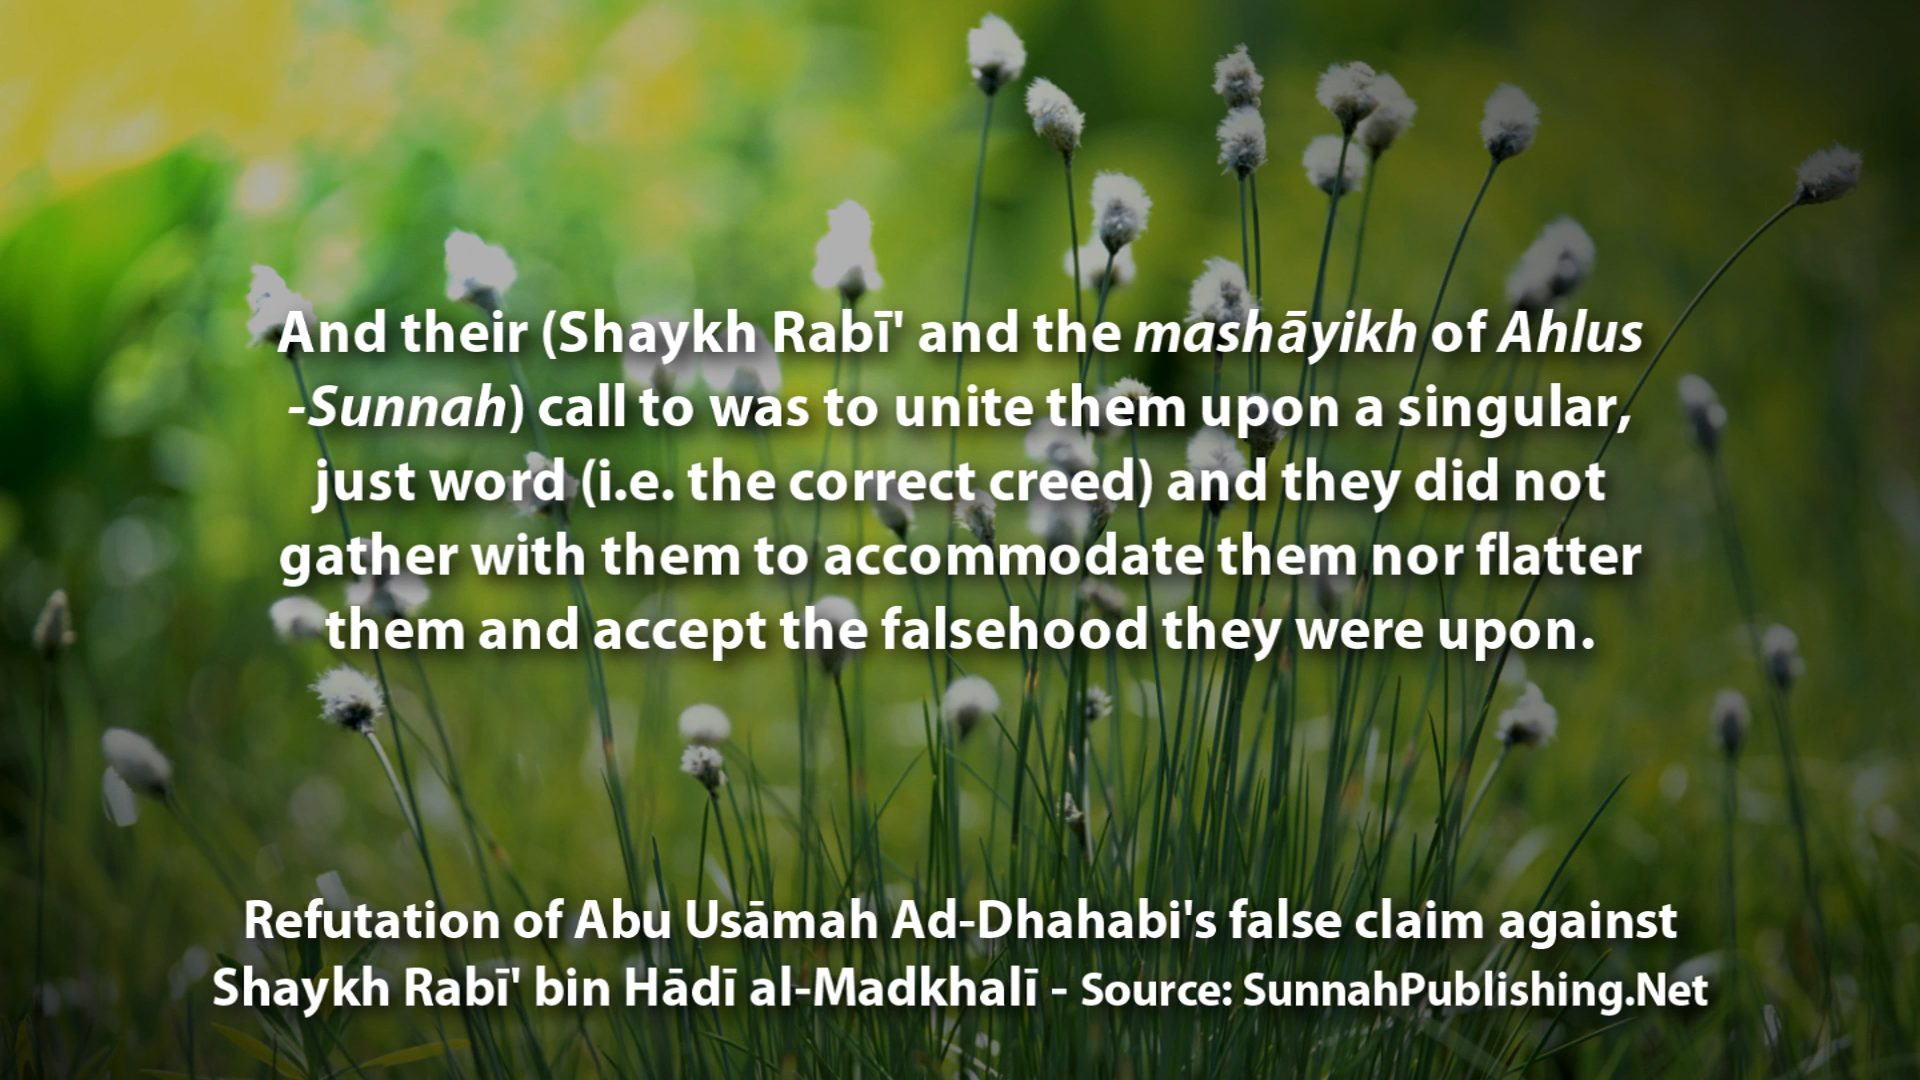 And their (Shaykh Rabī' and the mashāyikh of Ahlus
-Sunnah) call to was to unite them upon a singular,
just word (i.e. the correct creed) and they did not
gather with them to accommodate them nor flatter
them and accept the falsehood they were upon.
Refutation of Abu Usāmah Ad-Dhahabi's false claim against
Shaykh Rabī' bin Hādī al-Madkhalī - Source: SunnahPublishing.Net